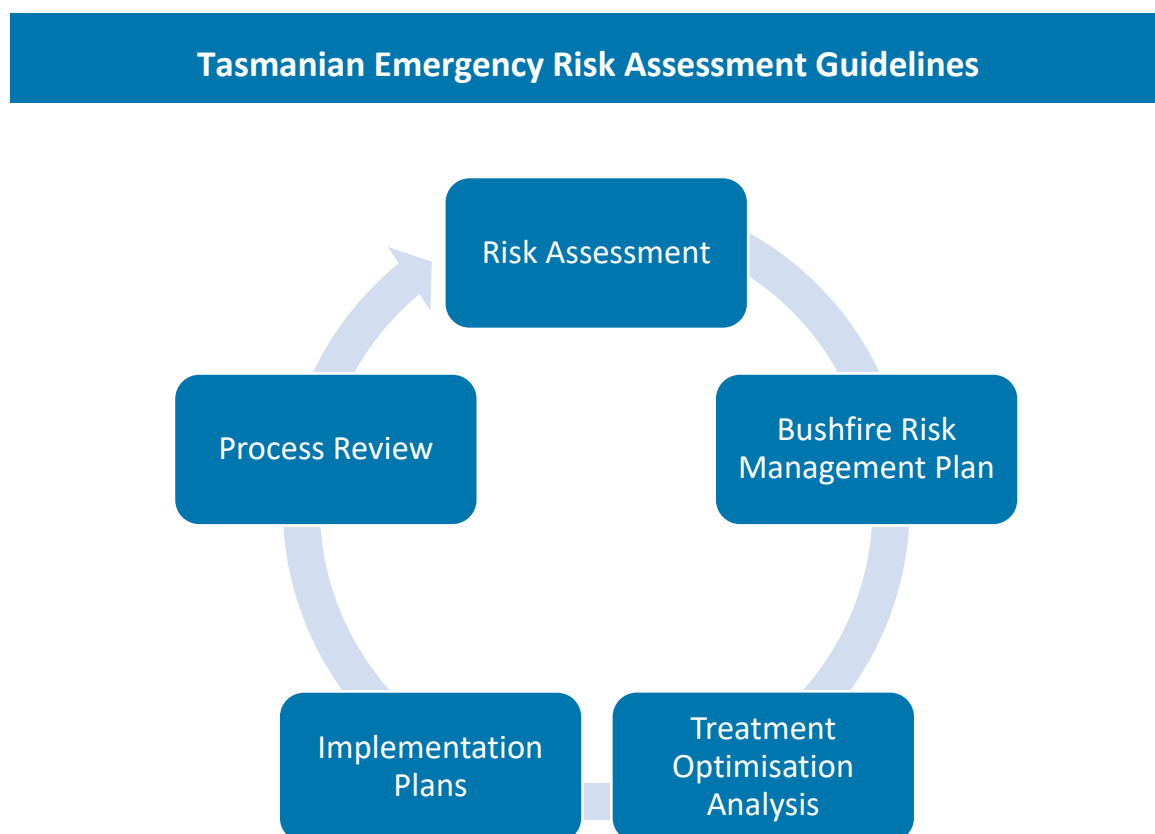 Tasmanian Emergency Risk Assessment Guidelines
Risk Assessment
Bushfire Risk
Management Plan
Treatment
Optimisation
Analysis
Implementation
Plans
Process Review